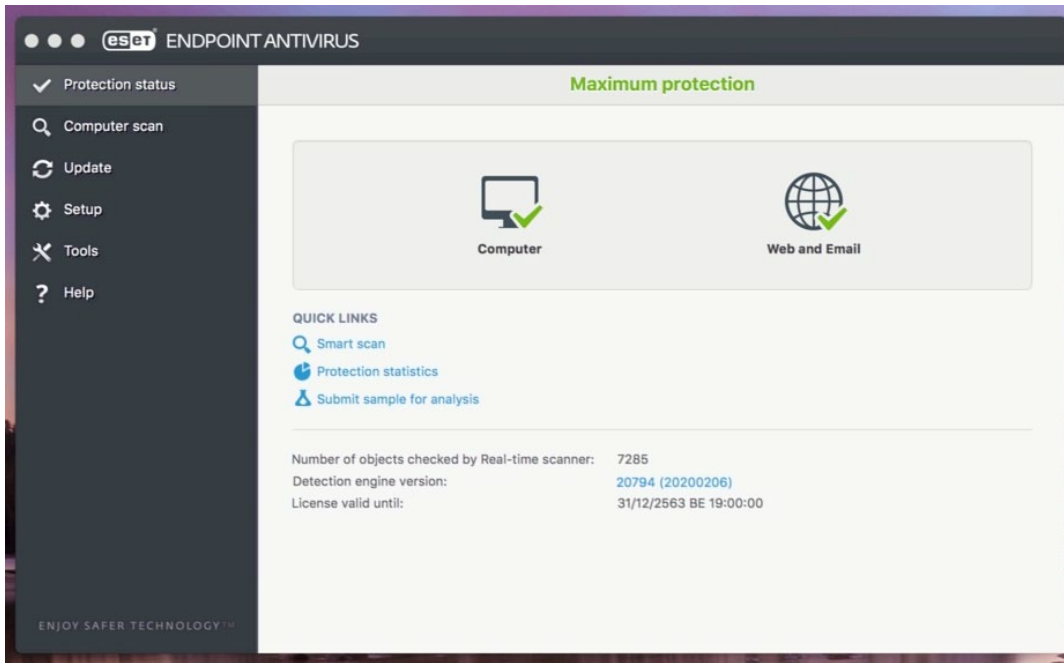 eset ENDPOINT ANTIVIRUS
Protection status
Computer scan
Update
Setup
Tools
Help
ENJOY SAFER TECHNOLOGY™
Maximum protection
Computer
Web and Email
QUICK LINKS
Smart scan
Protection statistics
Submit sample for analysis
Number of objects checked by Real-time scanner: 7285
Detection engine version: 20794 (20200206)
License valid until: 31/12/2563 BE 19:00:00